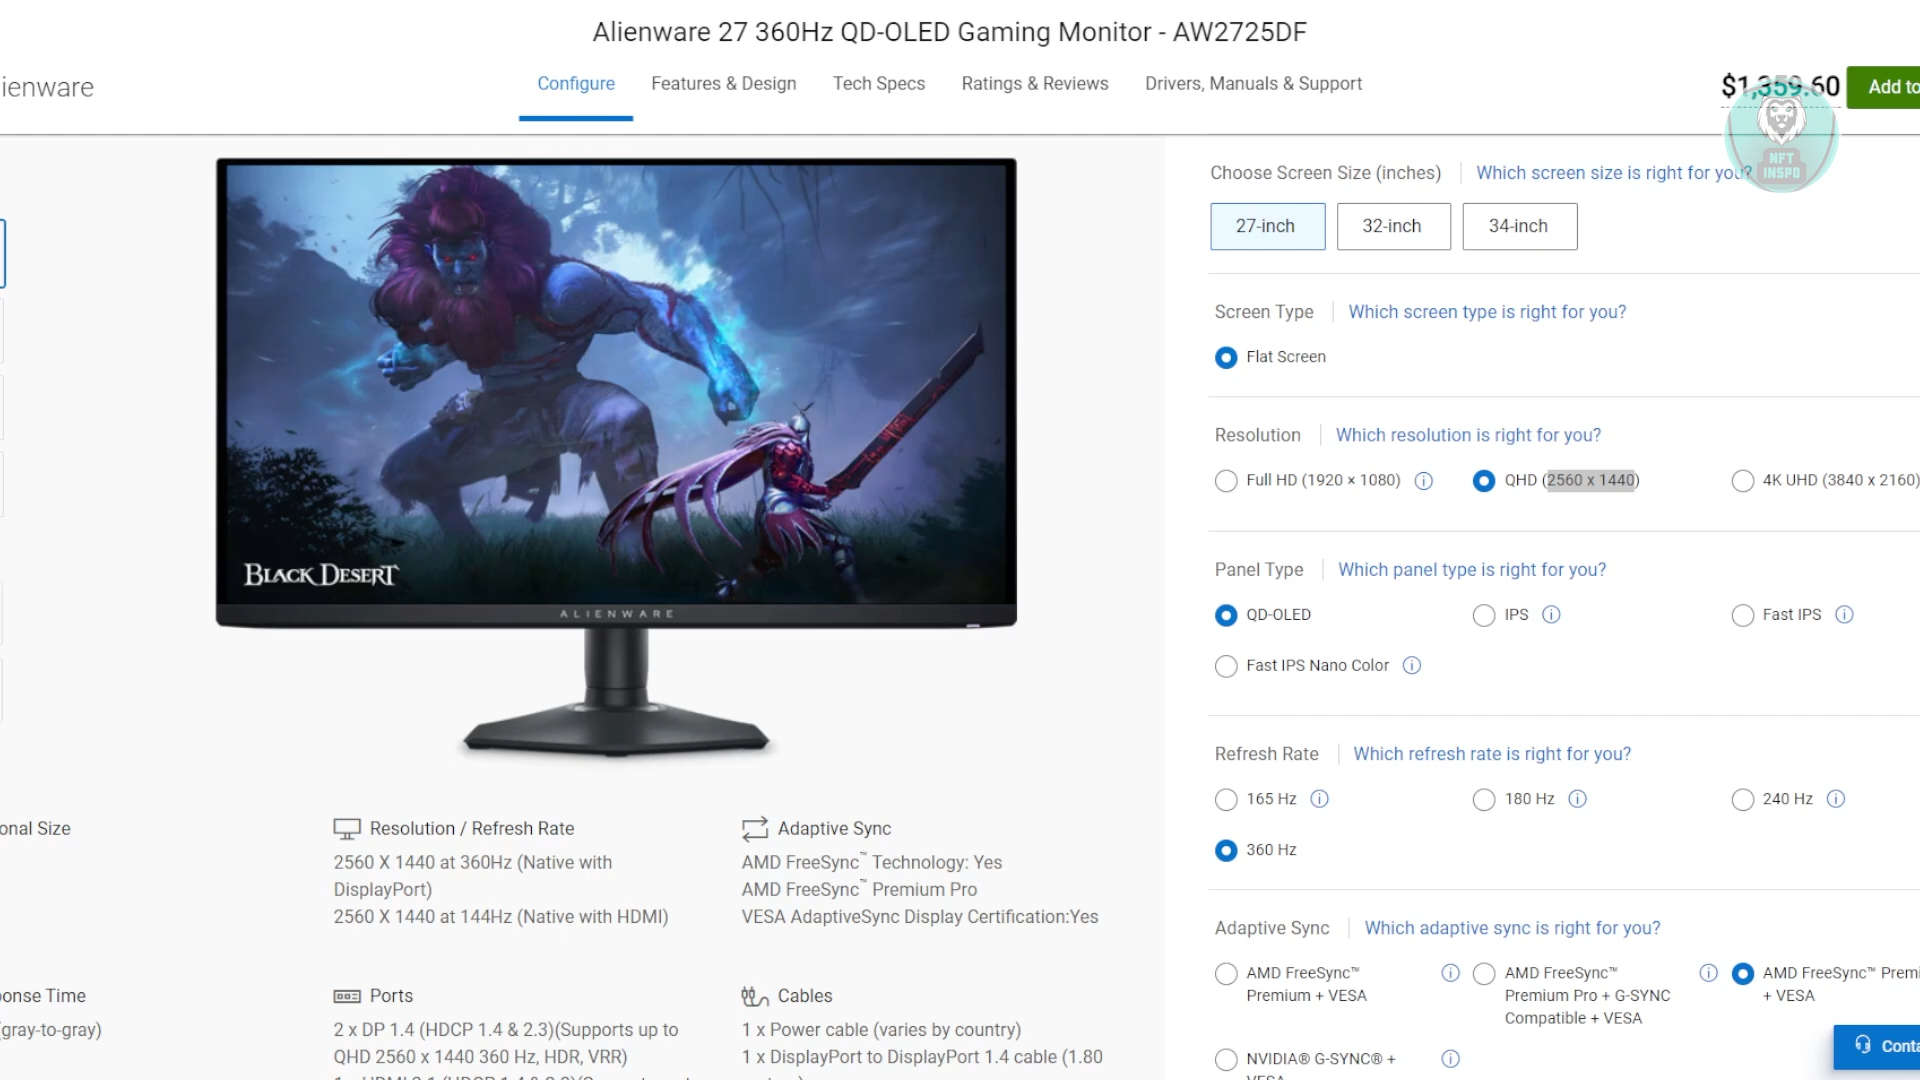 Alienware 27 360Hz QD-OLED Gaming Monitor - AW2725DF
ienware
Configure
Features & Design
Tech Specs
Ratings & Reviews
Drivers, Manuals & Support
$1,359.60
Add to
NFT
INSPO
Choose Screen Size (inches)
Which screen size is right for you?
27-inch
32-inch
34-inch
Screen Type
Which screen type is right for you?
Flat Screen
Resolution
Which resolution is right for you?
Full HD (1920 × 1080)
QHD (2560 x 1440)
4K UHD (3840 x 2160)
Panel Type
Which panel type is right for you?
QD-OLED
IPS
Fast IPS
Fast IPS Nano Color
Refresh Rate
Which refresh rate is right for you?
165 Hz
180 Hz
240 Hz
360 Hz
Adaptive Sync
Which adaptive sync is right for you?
AMD FreeSync™
Premium + VESA
AMD FreeSync™
Premium Pro + G-SYNC
Compatible + VESA
AMD FreeSync™ Premi
+ VESA
NVIDIA® G-SYNC® +
Conta
BLACK DESERT
ALIENWARE
onal Size
Resolution / Refresh Rate
2560 X 1440 at 360Hz (Native with
DisplayPort)
2560 X 1440 at 144Hz (Native with HDMI)
Adaptive Sync
AMD FreeSync™ Technology: Yes
AMD FreeSync™ Premium Pro
VESA AdaptiveSync Display Certification:Yes
onse Time
gray-to-gray)
Ports
2 x DP 1.4 (HDCP 1.4 & 2.3)(Supports up to
QHD 2560 x 1440 360 Hz, HDR, VRR)
Cables
1 x Power cable (varies by country)
1 x DisplayPort to DisplayPort 1.4 cable (1.80